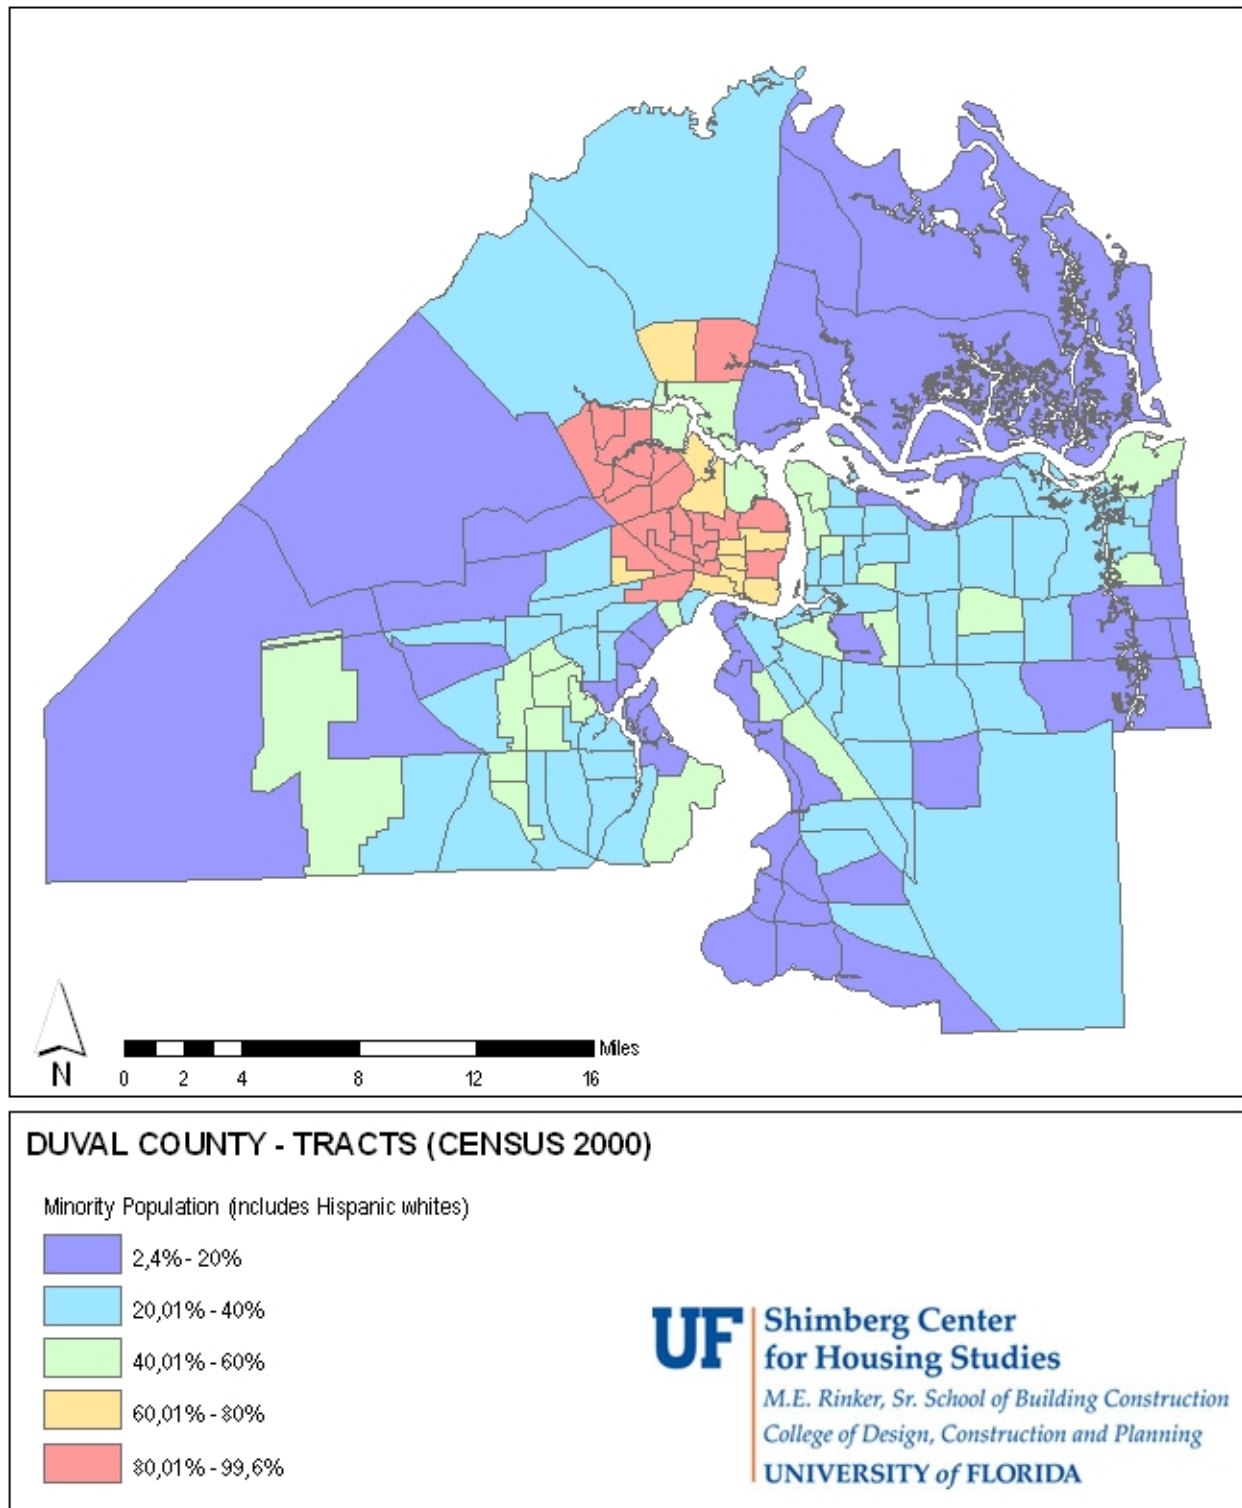 N
Miles
0 2 4 8 12 16
DUVAL COUNTY - TRACTS (CENSUS 2000)
Minority Population (includes Hispanic whites)
2,4% - 20%
20,01% - 40%
40,01% - 60%
60,01% - 80%
80,01% - 99,6%
UF
Shimberg Center
for Housing Studies
M.E. Rinker, Sr. School of Building Construction
College of Design, Construction and Planning
UNIVERSITY of FLORIDA